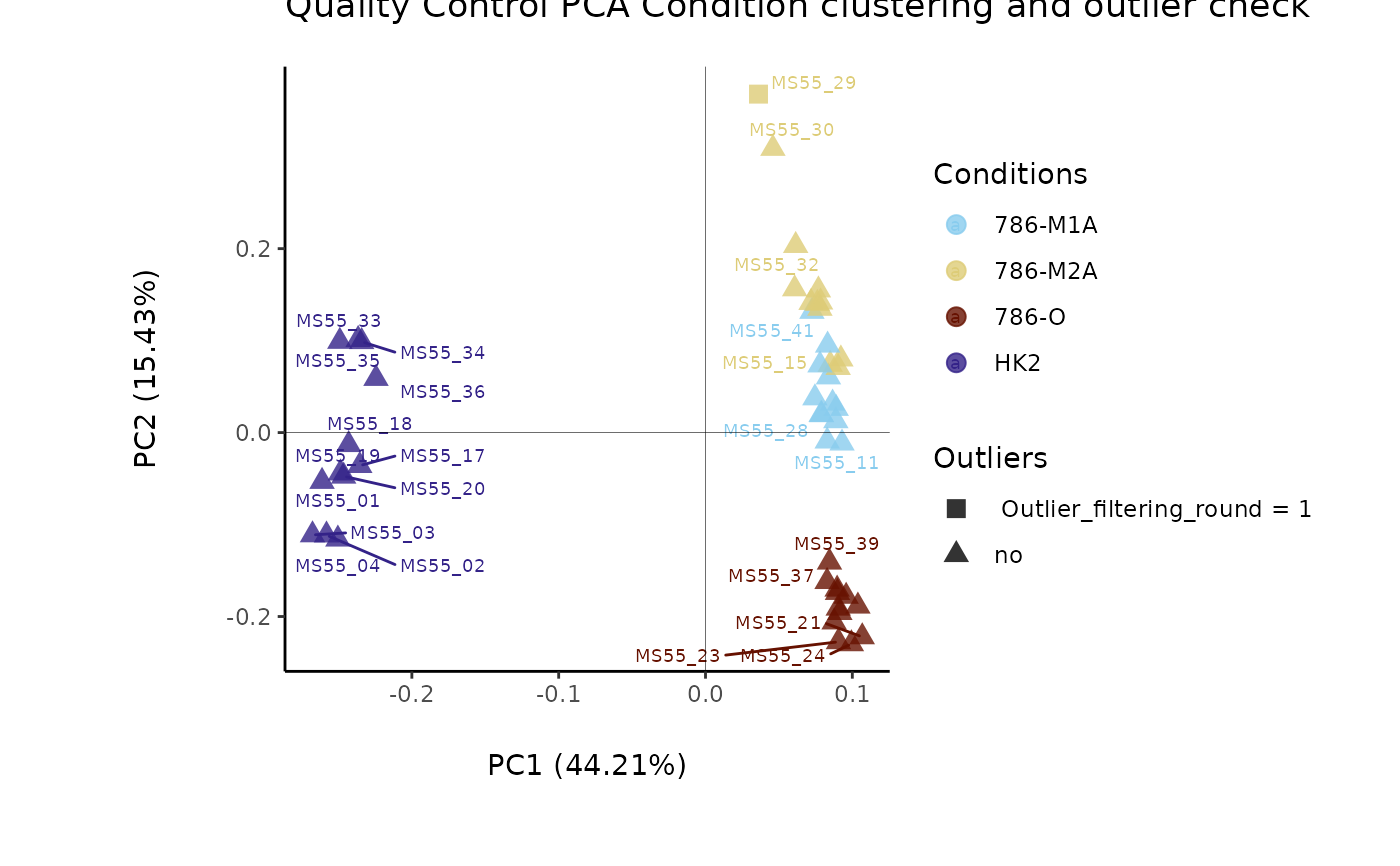 Quality Control PCA Condition clustering and outlier check
MS55_29
MS55_30
MS55_32
MS55_41
MS55_15
MS55_28
MS55_11
MS55_33
MS55_34
MS55_35
MS55_36
MS55_18
MS55_19
MS55_17
MS55_20
MS55_01
MS55_03
MS55_04
MS55_02
MS55_39
MS55_37
MS55_21
MS55_23
MS55_24
0.2
0.0
-0.2
-0.2
-0.1
0.0
0.1
PC2 (15.43%)
PC1 (44.21%)
Conditions
a 786-M1A
a 786-M2A
a 786-O
a HK2
Outliers
Outlier_filtering_round = 1
no